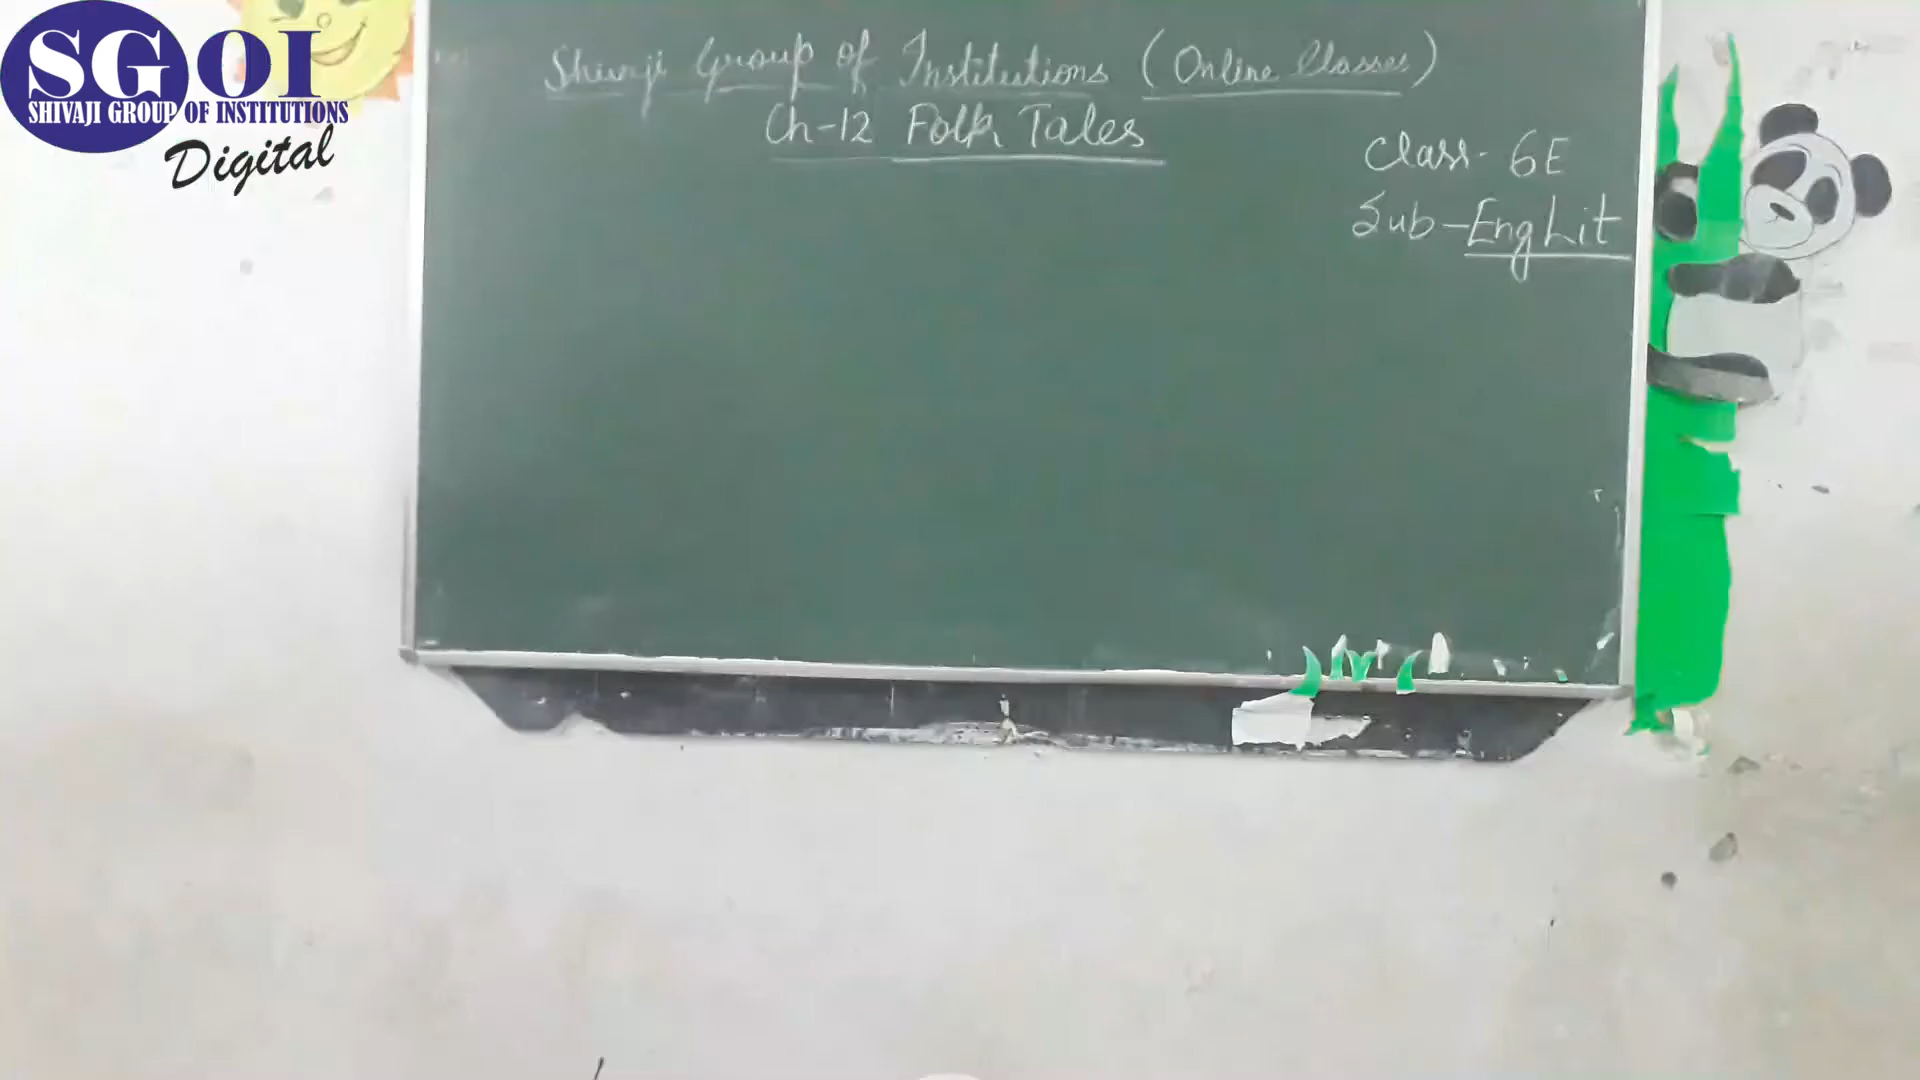 SGOI
SHIVAJI GROUP OF INSTITUTIONS
Digital
Shivaji Group of Institutions (Online Classes)
Ch-12 Folk Tales
Class- 6E
Sub-Eng Lit